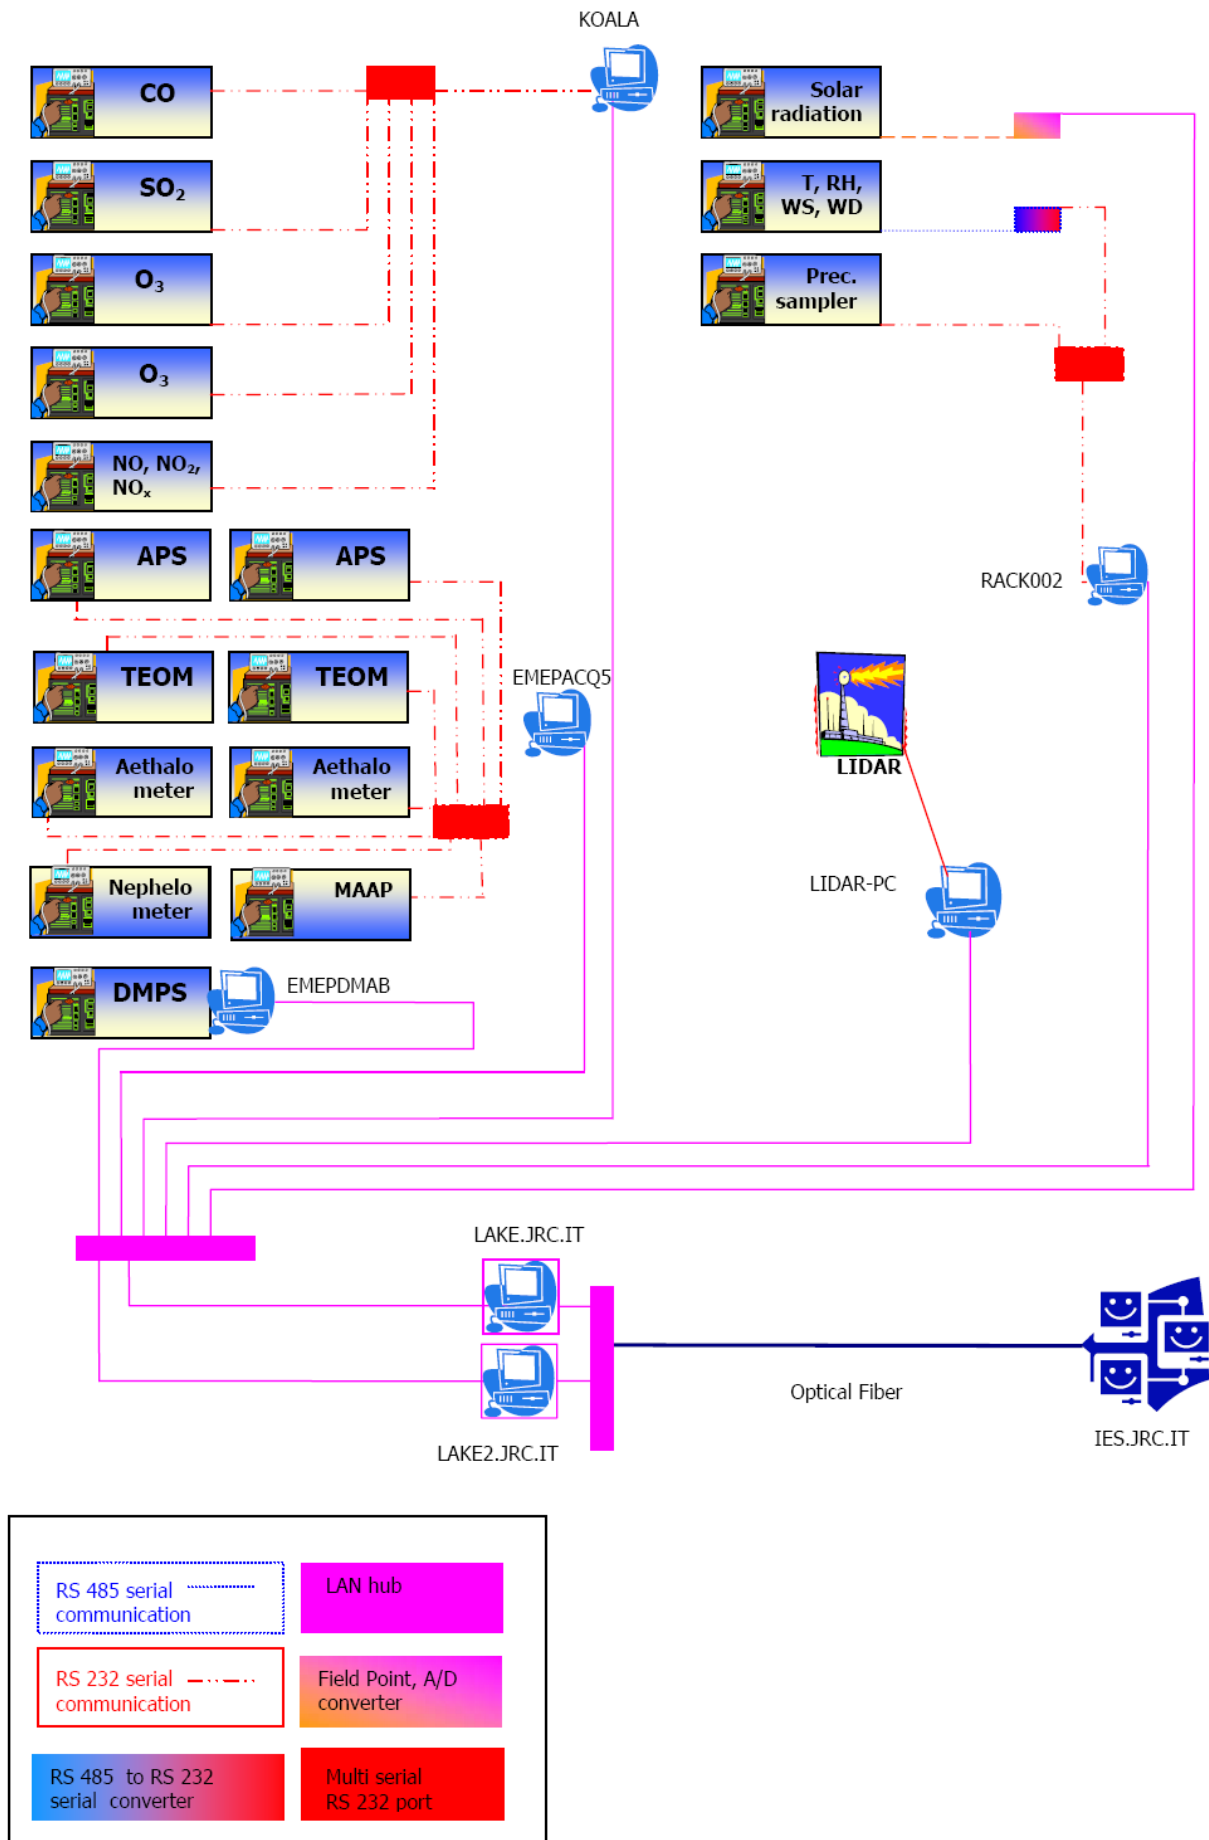 KOALA
CO
SO₂
O₃
O₃
NO, NO₂,
NOₓ
APS
APS
TEOM
TEOM
EMEPACQ5
Aethalo
meter
Aethalo
meter
Nephelo
meter
MAAP
DMPS
EMEPDMAB
Solar
radiation
T, RH,
WS, WD
Prec.
sampler
RACK002
LIDAR
LIDAR-PC
LAKE.JRC.IT
LAKE2.JRC.IT
Optical Fiber
IES.JRC.IT
RS 485 serial
communication
LAN hub
RS 232 serial
communication
Field Point, A/D
converter
RS 485 to RS 232
serial converter
Multi serial
RS 232 port